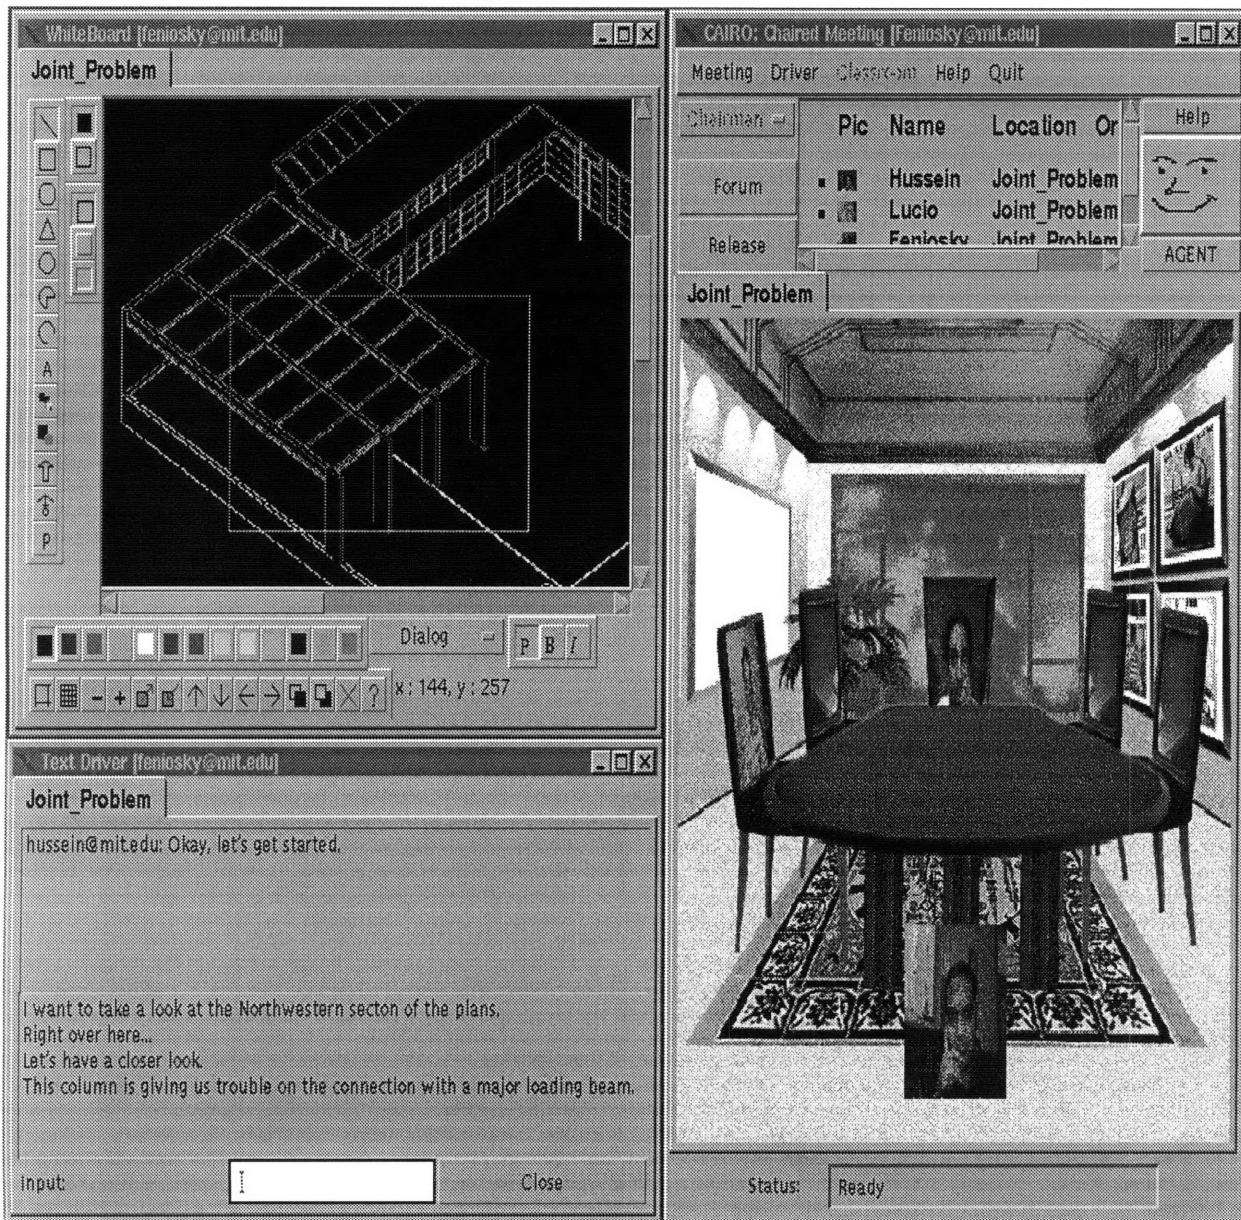 WhiteBoard [feniosky@mit.edu]
Joint_Problem
A
P
Dialog
P B I
x : 144, y : 257
Text Driver [feniosky@mit.edu]
Joint_Problem
hussein@mit.edu: Okay, let's get started.
I want to take a look at the Northwestern secton of the plans.
Right over here...
Let's have a closer look.
This column is giving us trouble on the connection with a major loading beam.
Input:
Close
CAIRO: Chaired Meeting [Feniosky@mit.edu]
Meeting Driver Classroom Help Quit
Chairman
Forum
Release
Pic Name Location Or
Hussein Joint_Problem
Lucio Joint_Problem
Feniosky Joint_Problem
Help
AGENT
Joint_Problem
Status: Ready